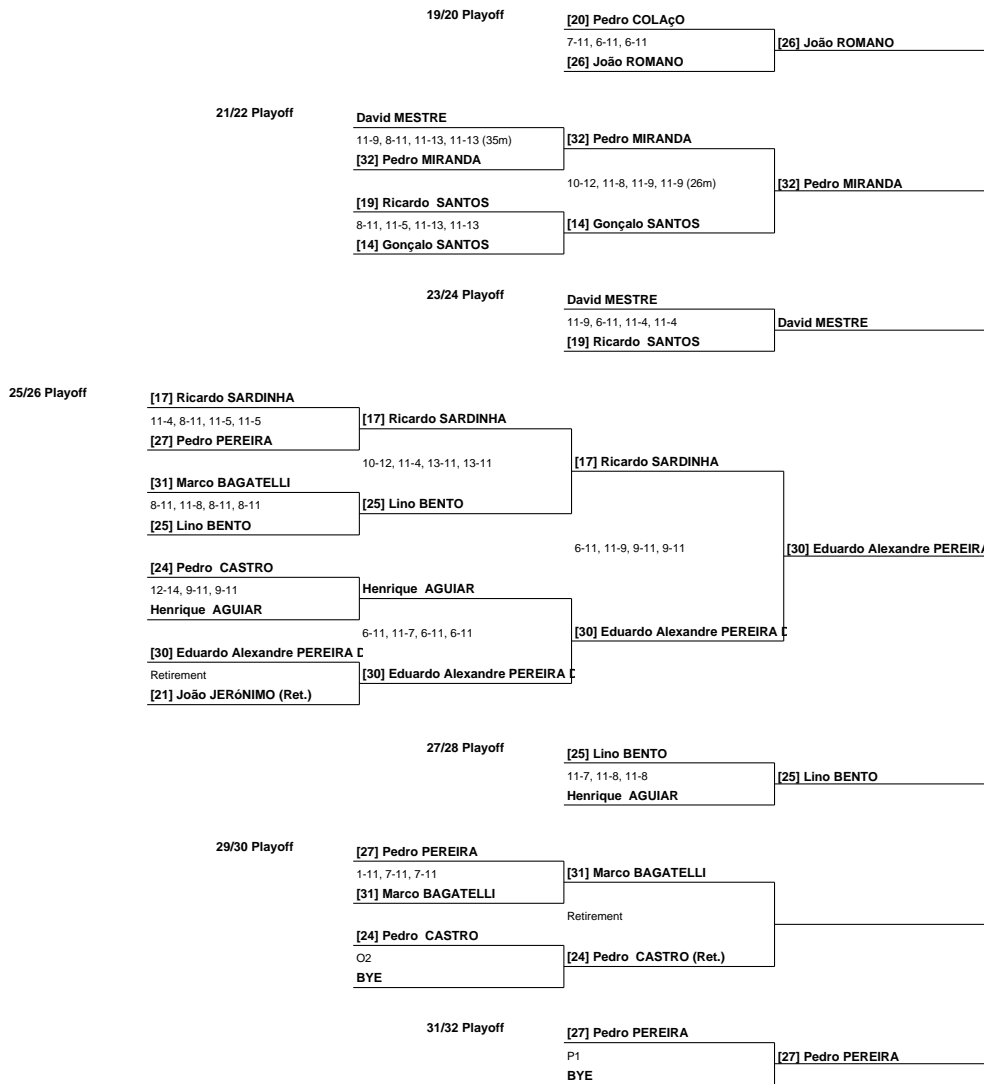 19/20 Playoff
[20] Pedro COLAçO
7-11, 6-11, 6-11
[26] João ROMANO
[26] João ROMANO
21/22 Playoff
David MESTRE
11-9, 8-11, 11-13, 11-13 (35m)
[32] Pedro MIRANDA
[32] Pedro MIRANDA
10-12, 11-8, 11-9, 11-9 (26m)
[32] Pedro MIRANDA
[19] Ricardo SANTOS
8-11, 11-5, 11-13, 11-13
[14] Gonçalo SANTOS
[14] Gonçalo SANTOS
23/24 Playoff
David MESTRE
11-9, 6-11, 11-4, 11-4
David MESTRE
[19] Ricardo SANTOS
25/26 Playoff
[17] Ricardo SARDINHA
11-4, 8-11, 11-5, 11-5
[17] Ricardo SARDINHA
[27] Pedro PEREIRA
10-12, 11-4, 13-11, 13-11
[17] Ricardo SARDINHA
[31] Marco BAGATELLI
8-11, 11-8, 8-11, 8-11
[25] Lino BENTO
[25] Lino BENTO
6-11, 11-9, 9-11, 9-11
[30] Eduardo Alexandre PEREIRA
[24] Pedro CASTRO
12-14, 9-11, 9-11
Henrique AGUIAR
Henrique AGUIAR
6-11, 11-7, 6-11, 6-11
[30] Eduardo Alexandre PEREIRA
[30] Eduardo Alexandre PEREIRA
Retirement
[30] Eduardo Alexandre PEREIRA
[21] João JERóNIMO (Ret.)
27/28 Playoff
[25] Lino BENTO
11-7, 11-8, 11-8
[25] Lino BENTO
Henrique AGUIAR
29/30 Playoff
[27] Pedro PEREIRA
1-11, 7-11, 7-11
[31] Marco BAGATELLI
[31] Marco BAGATELLI
Retirement
[24] Pedro CASTRO
O2
[24] Pedro CASTRO (Ret.)
BYE
31/32 Playoff
[27] Pedro PEREIRA
P1
[27] Pedro PEREIRA
BYE